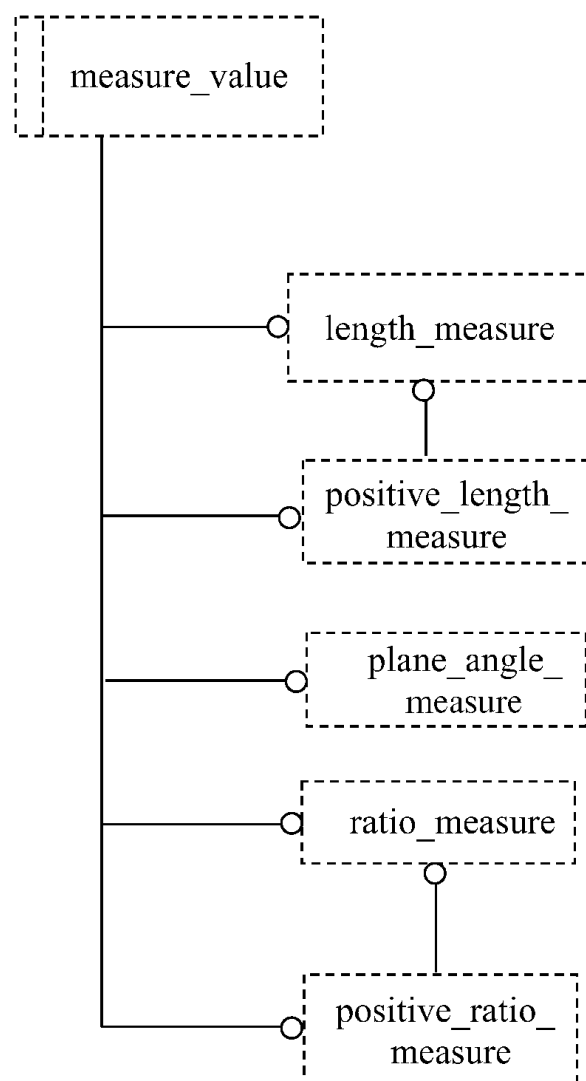 measure_value
length_measure
positive_length_
measure
plane_angle_
measure
ratio_measure
positive_ratio_
measure